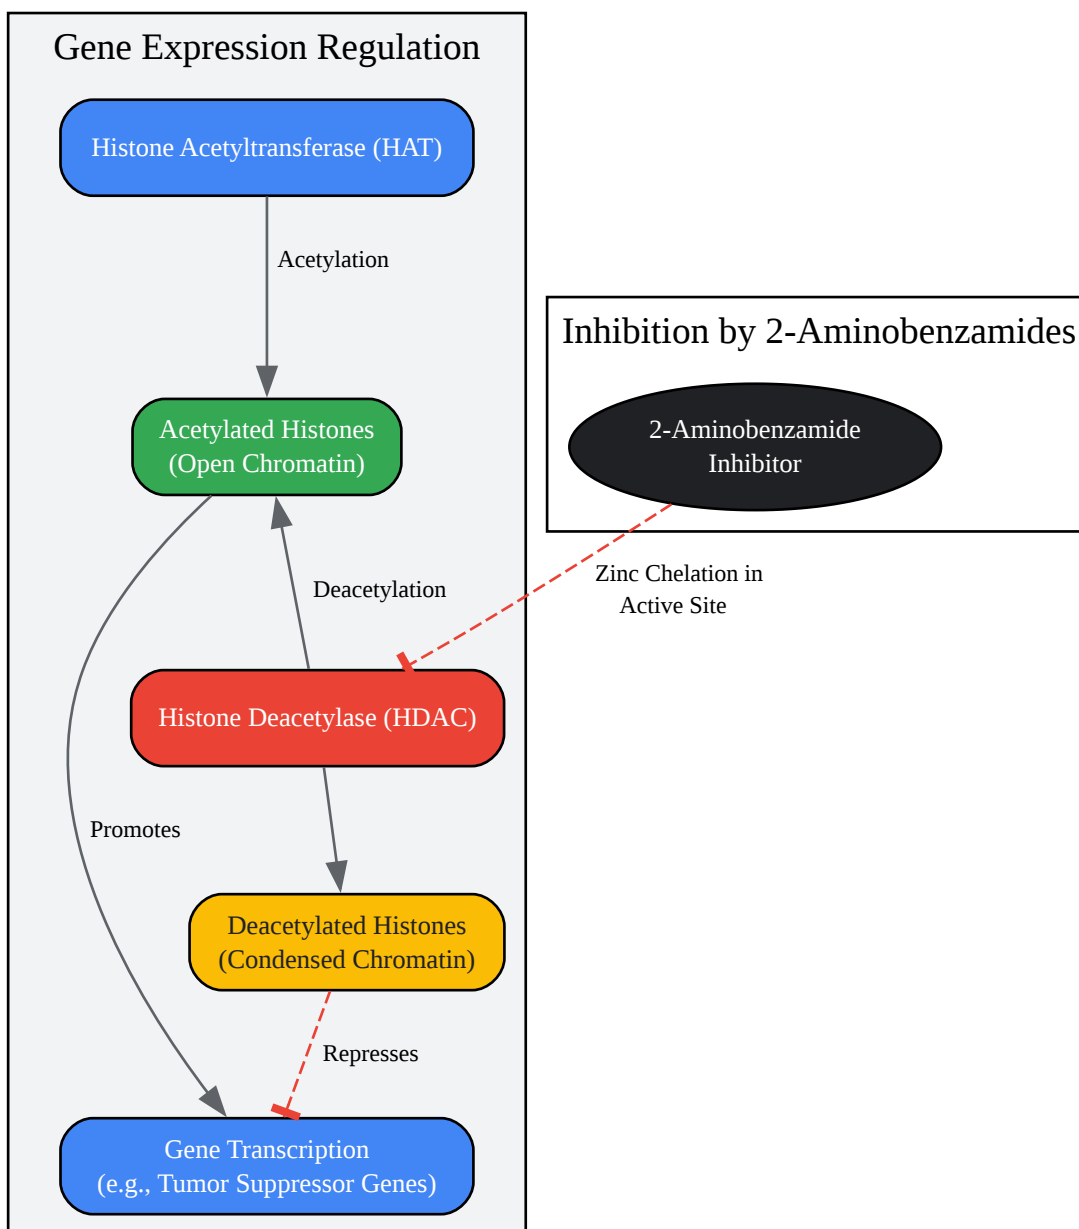 Gene Expression Regulation
Histone Acetyltransferase (HAT)
Acetylation
Inhibition by 2-Aminobenzamides
2-Aminobenzamide
Inhibitor
Acetylated Histones
(Open Chromatin)
Zinc Chelation in
Active Site
Deacetylation
Histone Deacetylase (HDAC)
Promotes
Deacetylated Histones
(Condensed Chromatin)
Represses
Gene Transcription
(e.g., Tumor Suppressor Genes)